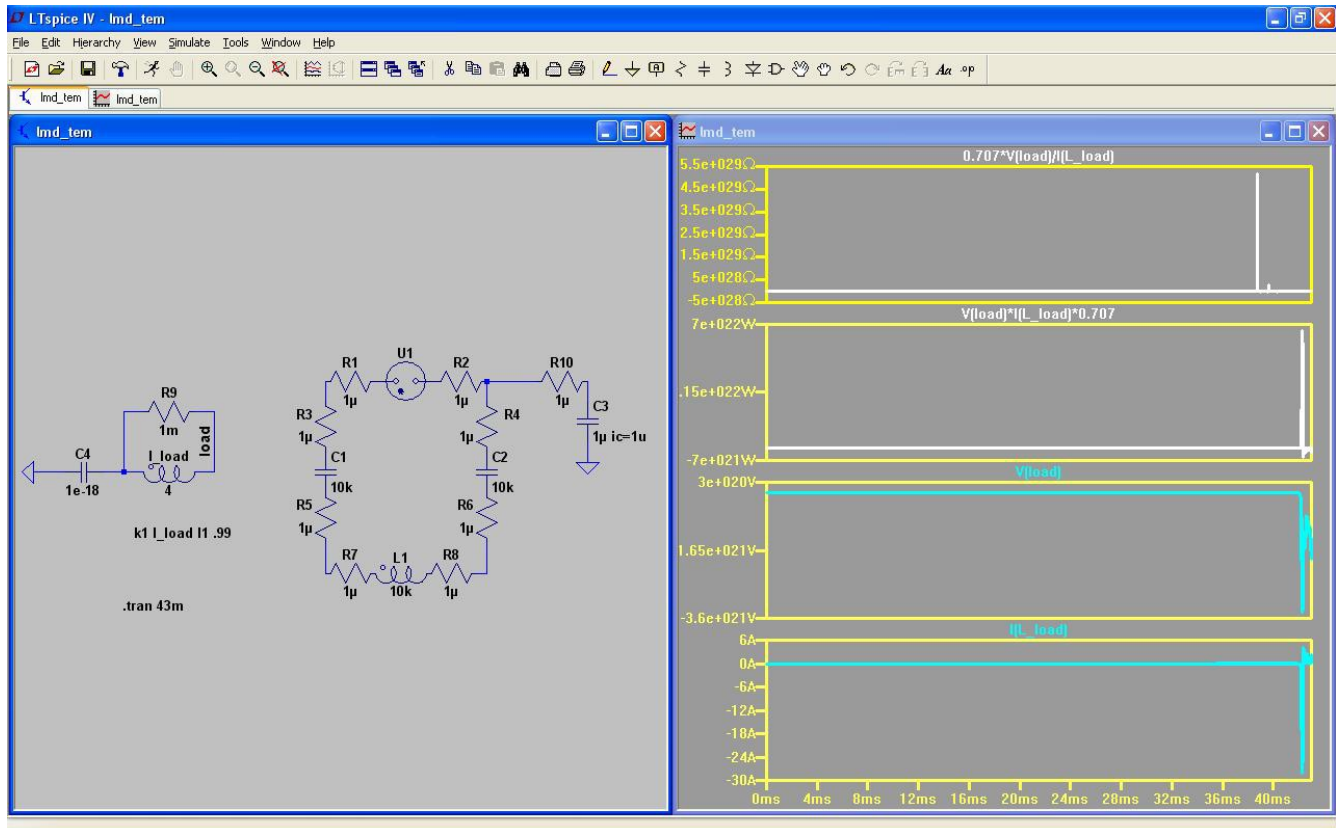 LTspice IV - lmd_tem
File Edit Hierarchy View Simulate Tools Window Help
lmd_tem lmd_tem
lmd_tem
R1
U1
R2
R10
1µ
1µ
1µ
R9
1m
load
R3
1µ
R4
1µ
C3
1µ ic=1u
C4
1e-18
l_load
4
C1
10k
C2
10k
k1 l_load l1 .99
R5
1µ
R6
1µ
R7
L1
R8
1µ
10k
1µ
.tran 43m
lmd_tem
0.707*V(load)/I(L_load)
5.5e+029Ω
4.5e+029Ω
3.5e+029Ω
2.5e+029Ω
1.5e+029Ω
5e+028Ω
-5e+028Ω
V(load)*I(L_load)*0.707
7e+022W
.15e+022W
-7e+021W
V(load)
3e+020V
1.65e+021V
-3.6e+021V
I(L_load)
6A
0A
-6A
-12A
-18A
-24A
-30A
0ms 4ms 8ms 12ms 16ms 20ms 24ms 28ms 32ms 36ms 40ms